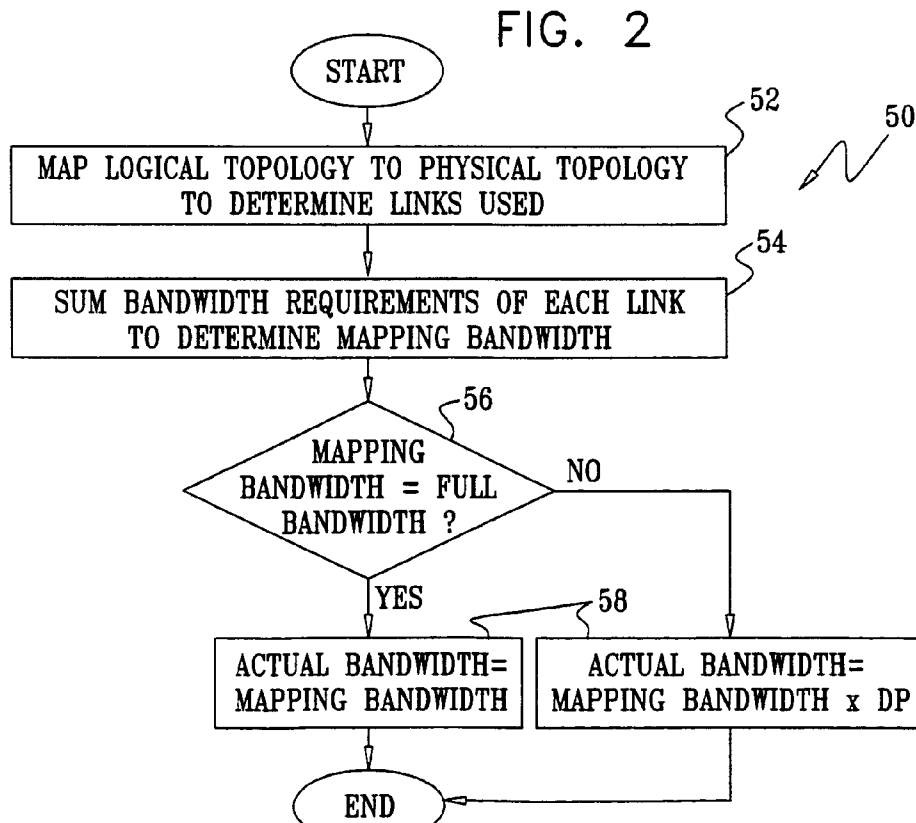 FIG. 2
START
52
50
MAP LOGICAL TOPOLOGY TO PHYSICAL TOPOLOGY
TO DETERMINE LINKS USED
54
SUM BANDWIDTH REQUIREMENTS OF EACH LINK
TO DETERMINE MAPPING BANDWIDTH
56
MAPPING
BANDWIDTH = FULL
BANDWIDTH ?
NO
YES
58
ACTUAL BANDWIDTH=
MAPPING BANDWIDTH
ACTUAL BANDWIDTH=
MAPPING BANDWIDTH x DP
END